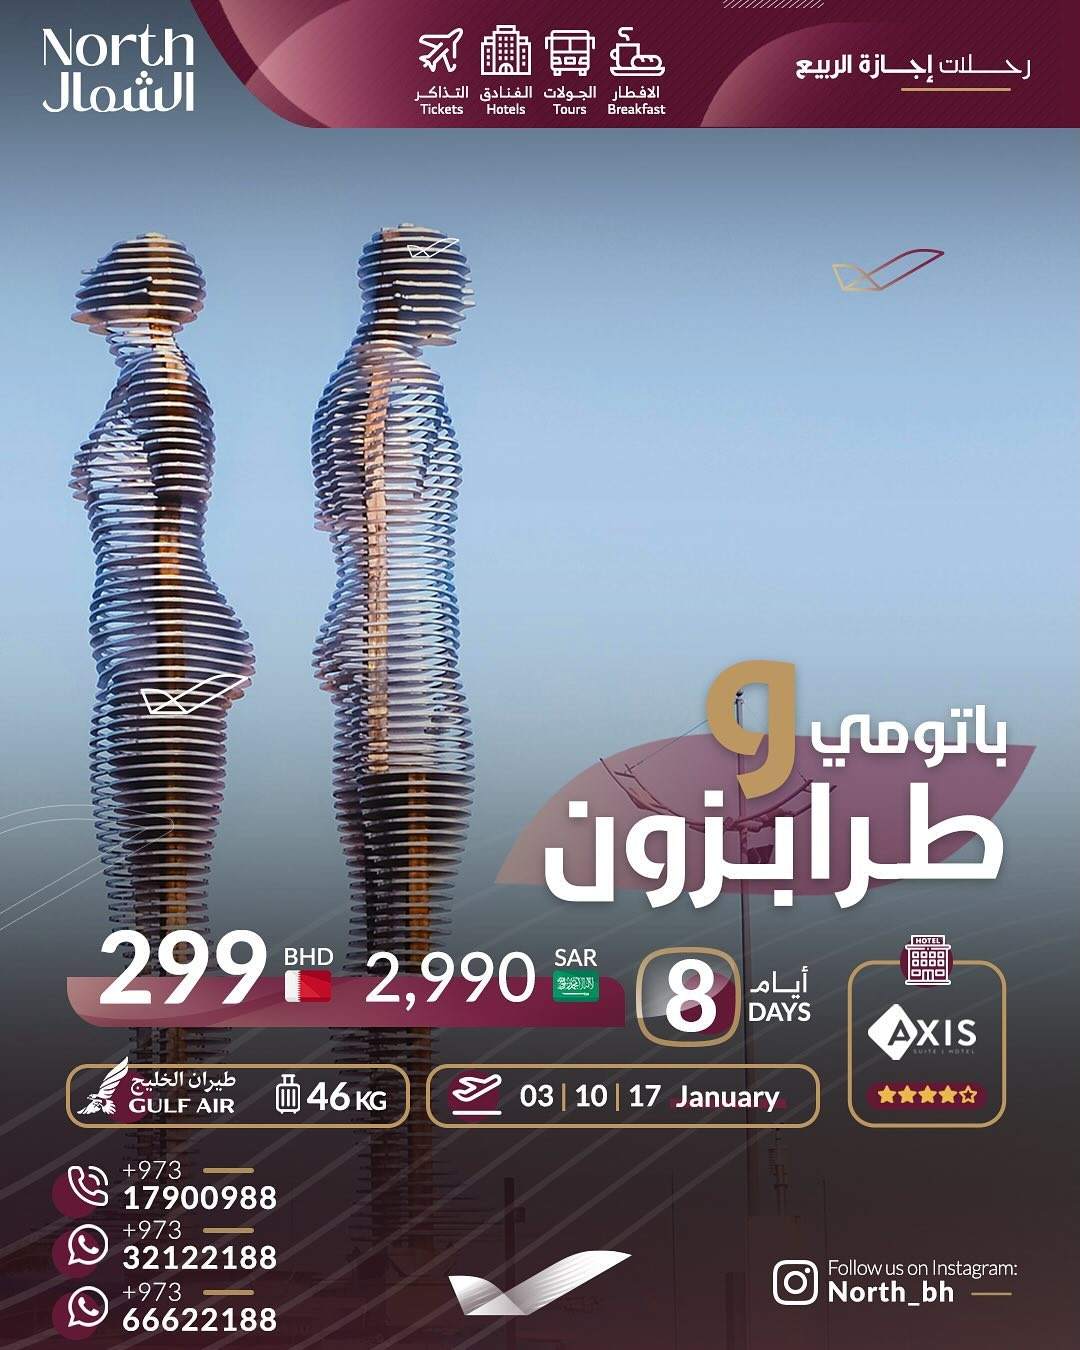 North
الشمال
التذاكر
Tickets
الفنادق
Hotels
الجولات
Tours
الافطار
Breakfast
رحلات إجازة الربيع
باتومي و
طرابزون
299 BHD
2,990 SAR
8 أيام
DAYS
HOTEL
AXIS
SUITE | HOTEL
طيران الخليج
GULF AIR
46 KG
03 | 10 | 17 January
+973
17900988
+973
32122188
+973
66622188
Follow us on Instagram:
North_bh